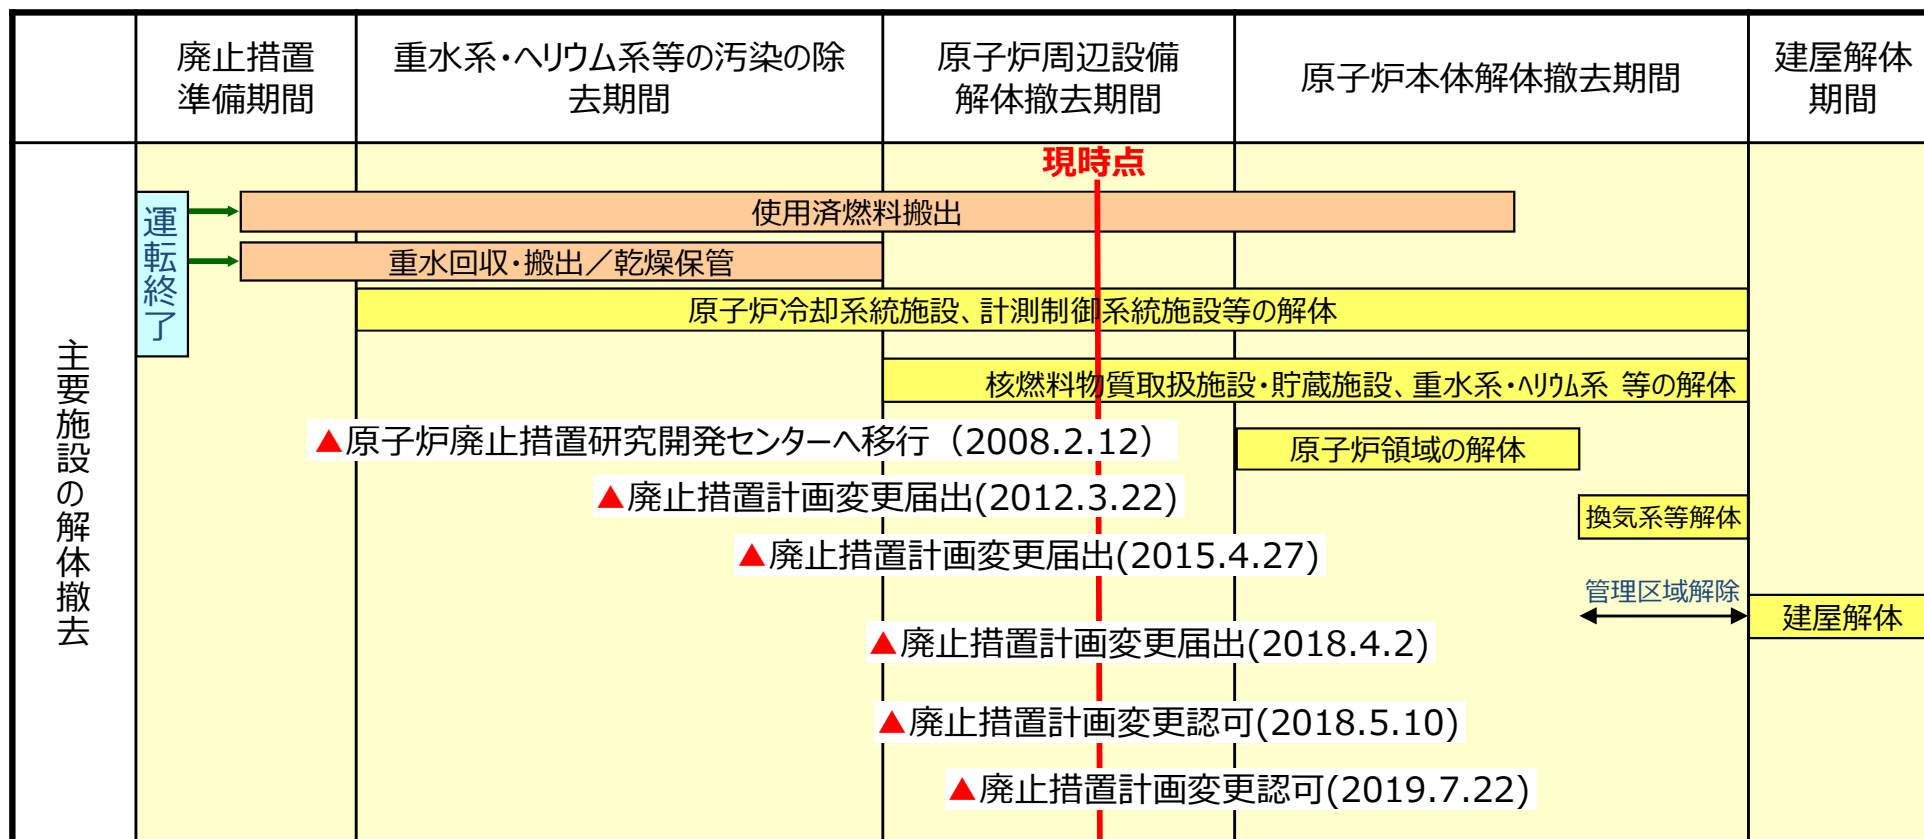 廃止措置
準備期間
重水系・ヘリウム系等の汚染の除
去期間
原子炉周辺設備
解体撤去期間
原子炉本体解体撤去期間
建屋解体
期間
主要施設の解体撤去
現時点
運転終了
使用済燃料搬出
重水回収・搬出／乾燥保管
原子炉冷却系統施設、計測制御系統施設等の解体
核燃料物質取扱施設・貯蔵施設、重水系・ヘリウム系 等の解体
▲原子炉廃止措置研究開発センターへ移行（2008.2.12）
原子炉領域の解体
▲廃止措置計画変更届出(2012.3.22)
換気系等解体
▲廃止措置計画変更届出(2015.4.27)
管理区域解除
建屋解体
▲廃止措置計画変更届出(2018.4.2)
▲廃止措置計画変更認可(2018.5.10)
▲廃止措置計画変更認可(2019.7.22)